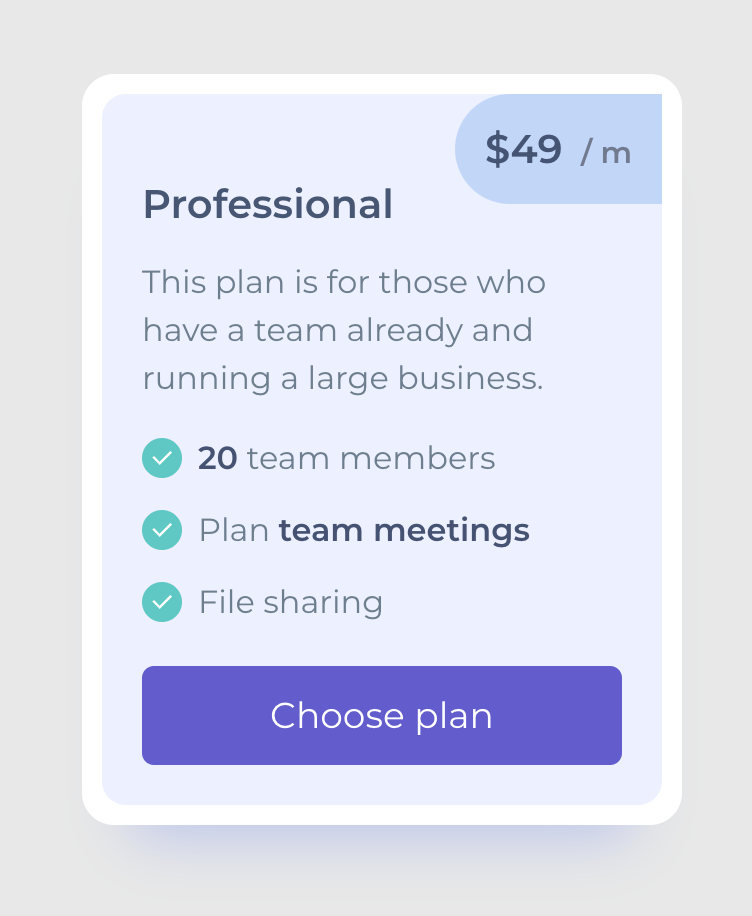 $49 / m
Professional
This plan is for those who
have a team already and
running a large business.
20 team members
Plan team meetings
File sharing
Choose plan